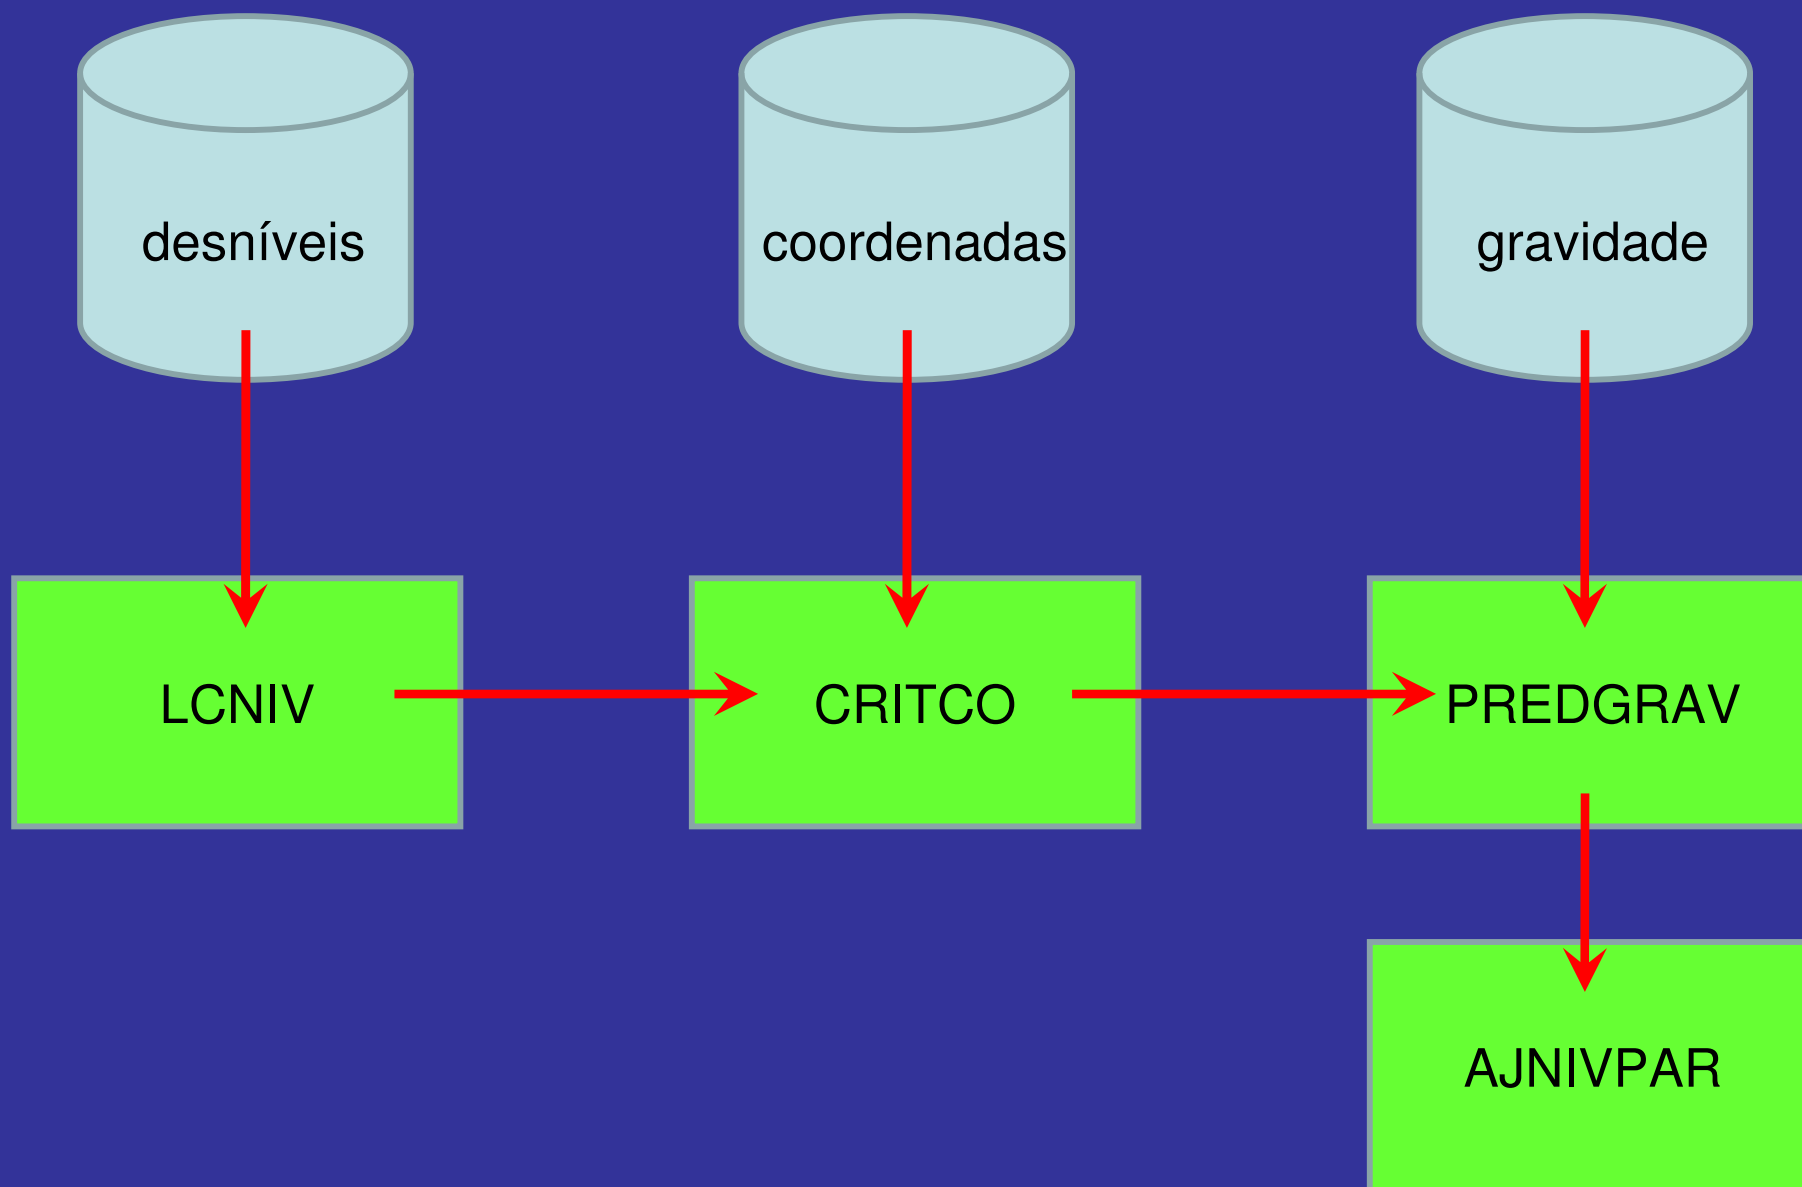 desníveis
coordenadas
gravidade
LCNIV
CRITCO
PREDGRAV
AJNIVPAR